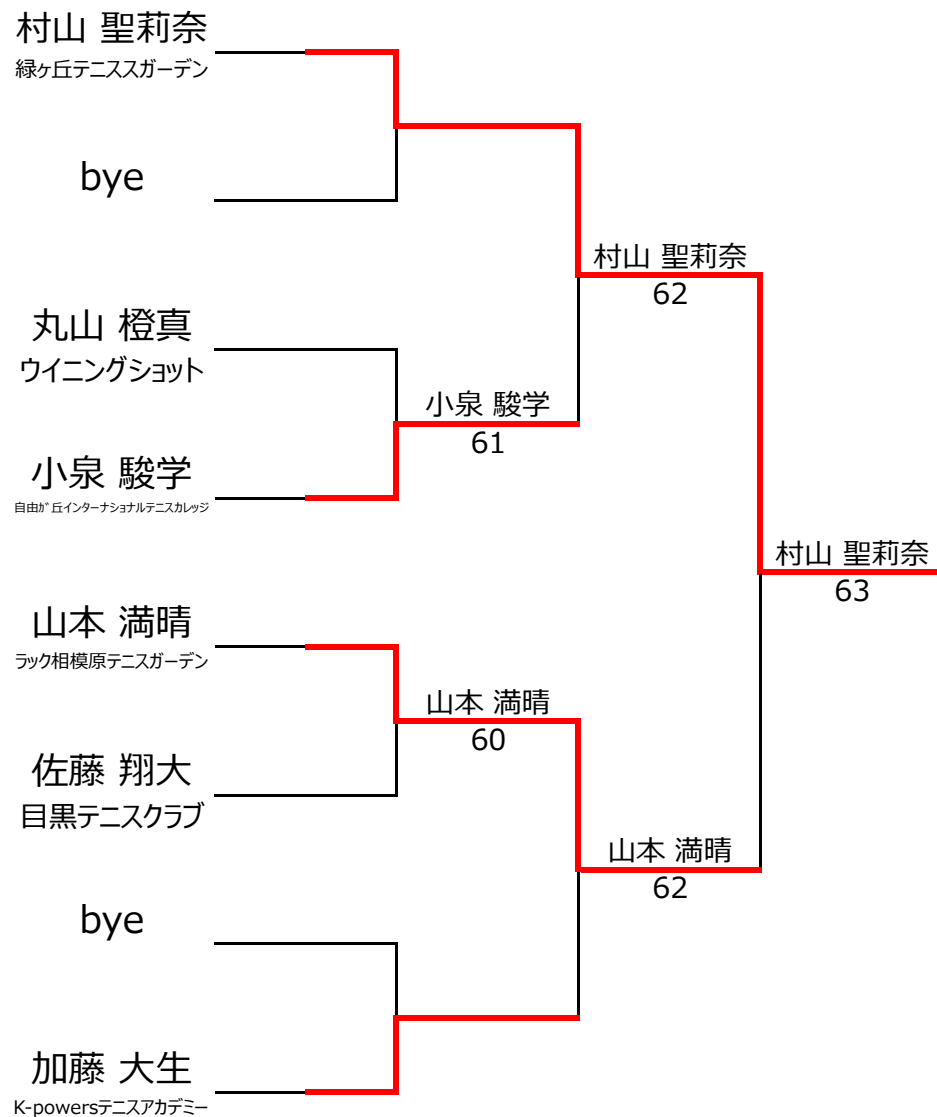 村山 聖莉奈
緑ヶ丘テニススガーデン
bye
村山 聖莉奈
62
丸山 橙真
ウイニングショット
小泉 駿学
61
小泉 駿学
自由が丘インターナショナルテニスカレッジ
村山 聖莉奈
63
山本 満晴
ラック相模原テニスガーデン
山本 満晴
60
佐藤 翔大
目黒テニスクラブ
山本 満晴
62
bye
加藤 大生
K-powersテニスアカデミー